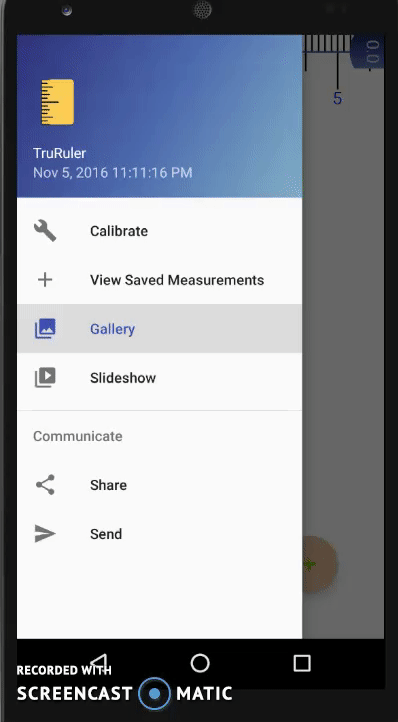 0.0
5
TruRuler
Nov 5, 2016 11:11:16 PM
Calibrate
View Saved Measurements
Gallery
Slideshow
Communicate
Share
Send
RECORDED WITH
SCREENCAST MATIC